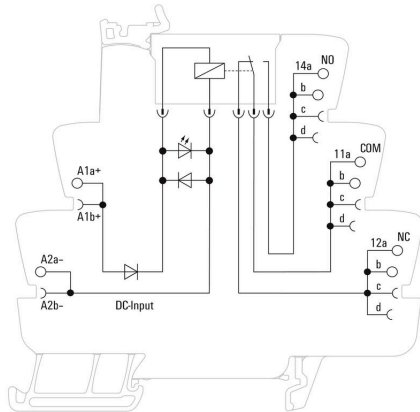 14a NO
b
c
d
11a COM
b
c
d
A1a+
A1b+
12a NC
b
c
d
A2a–
A2b–
DC-Input